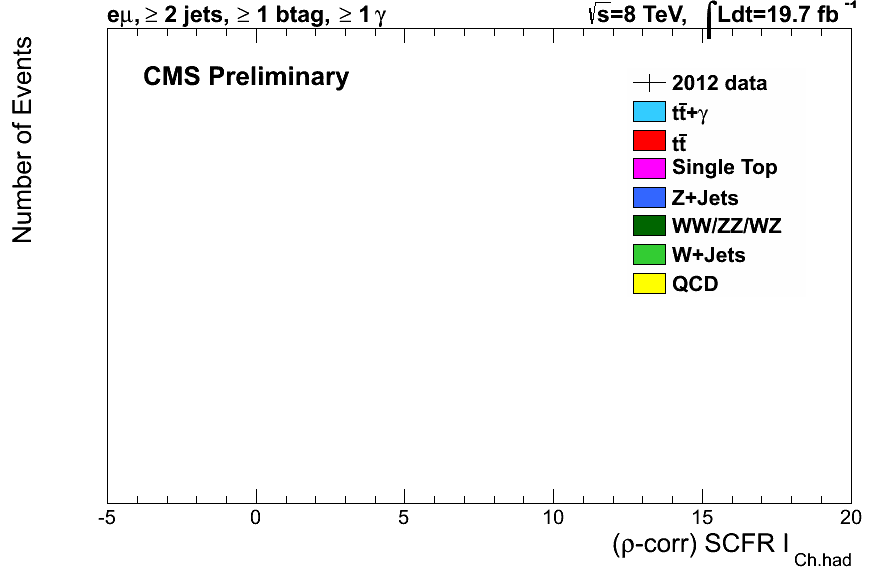 eμ, ≥ 2 jets, ≥ 1 btag, ≥ 1 γ
√s=8 TeV, ∫Ldt=19.7 fb⁻¹
Number of Events
CMS Preliminary
2012 data
tt̄+γ
tt̄
Single Top
Z+Jets
WW/ZZ/WZ
W+Jets
QCD
-5 0 5 10 15 20
(ρ-corr) SCFR I Ch.had